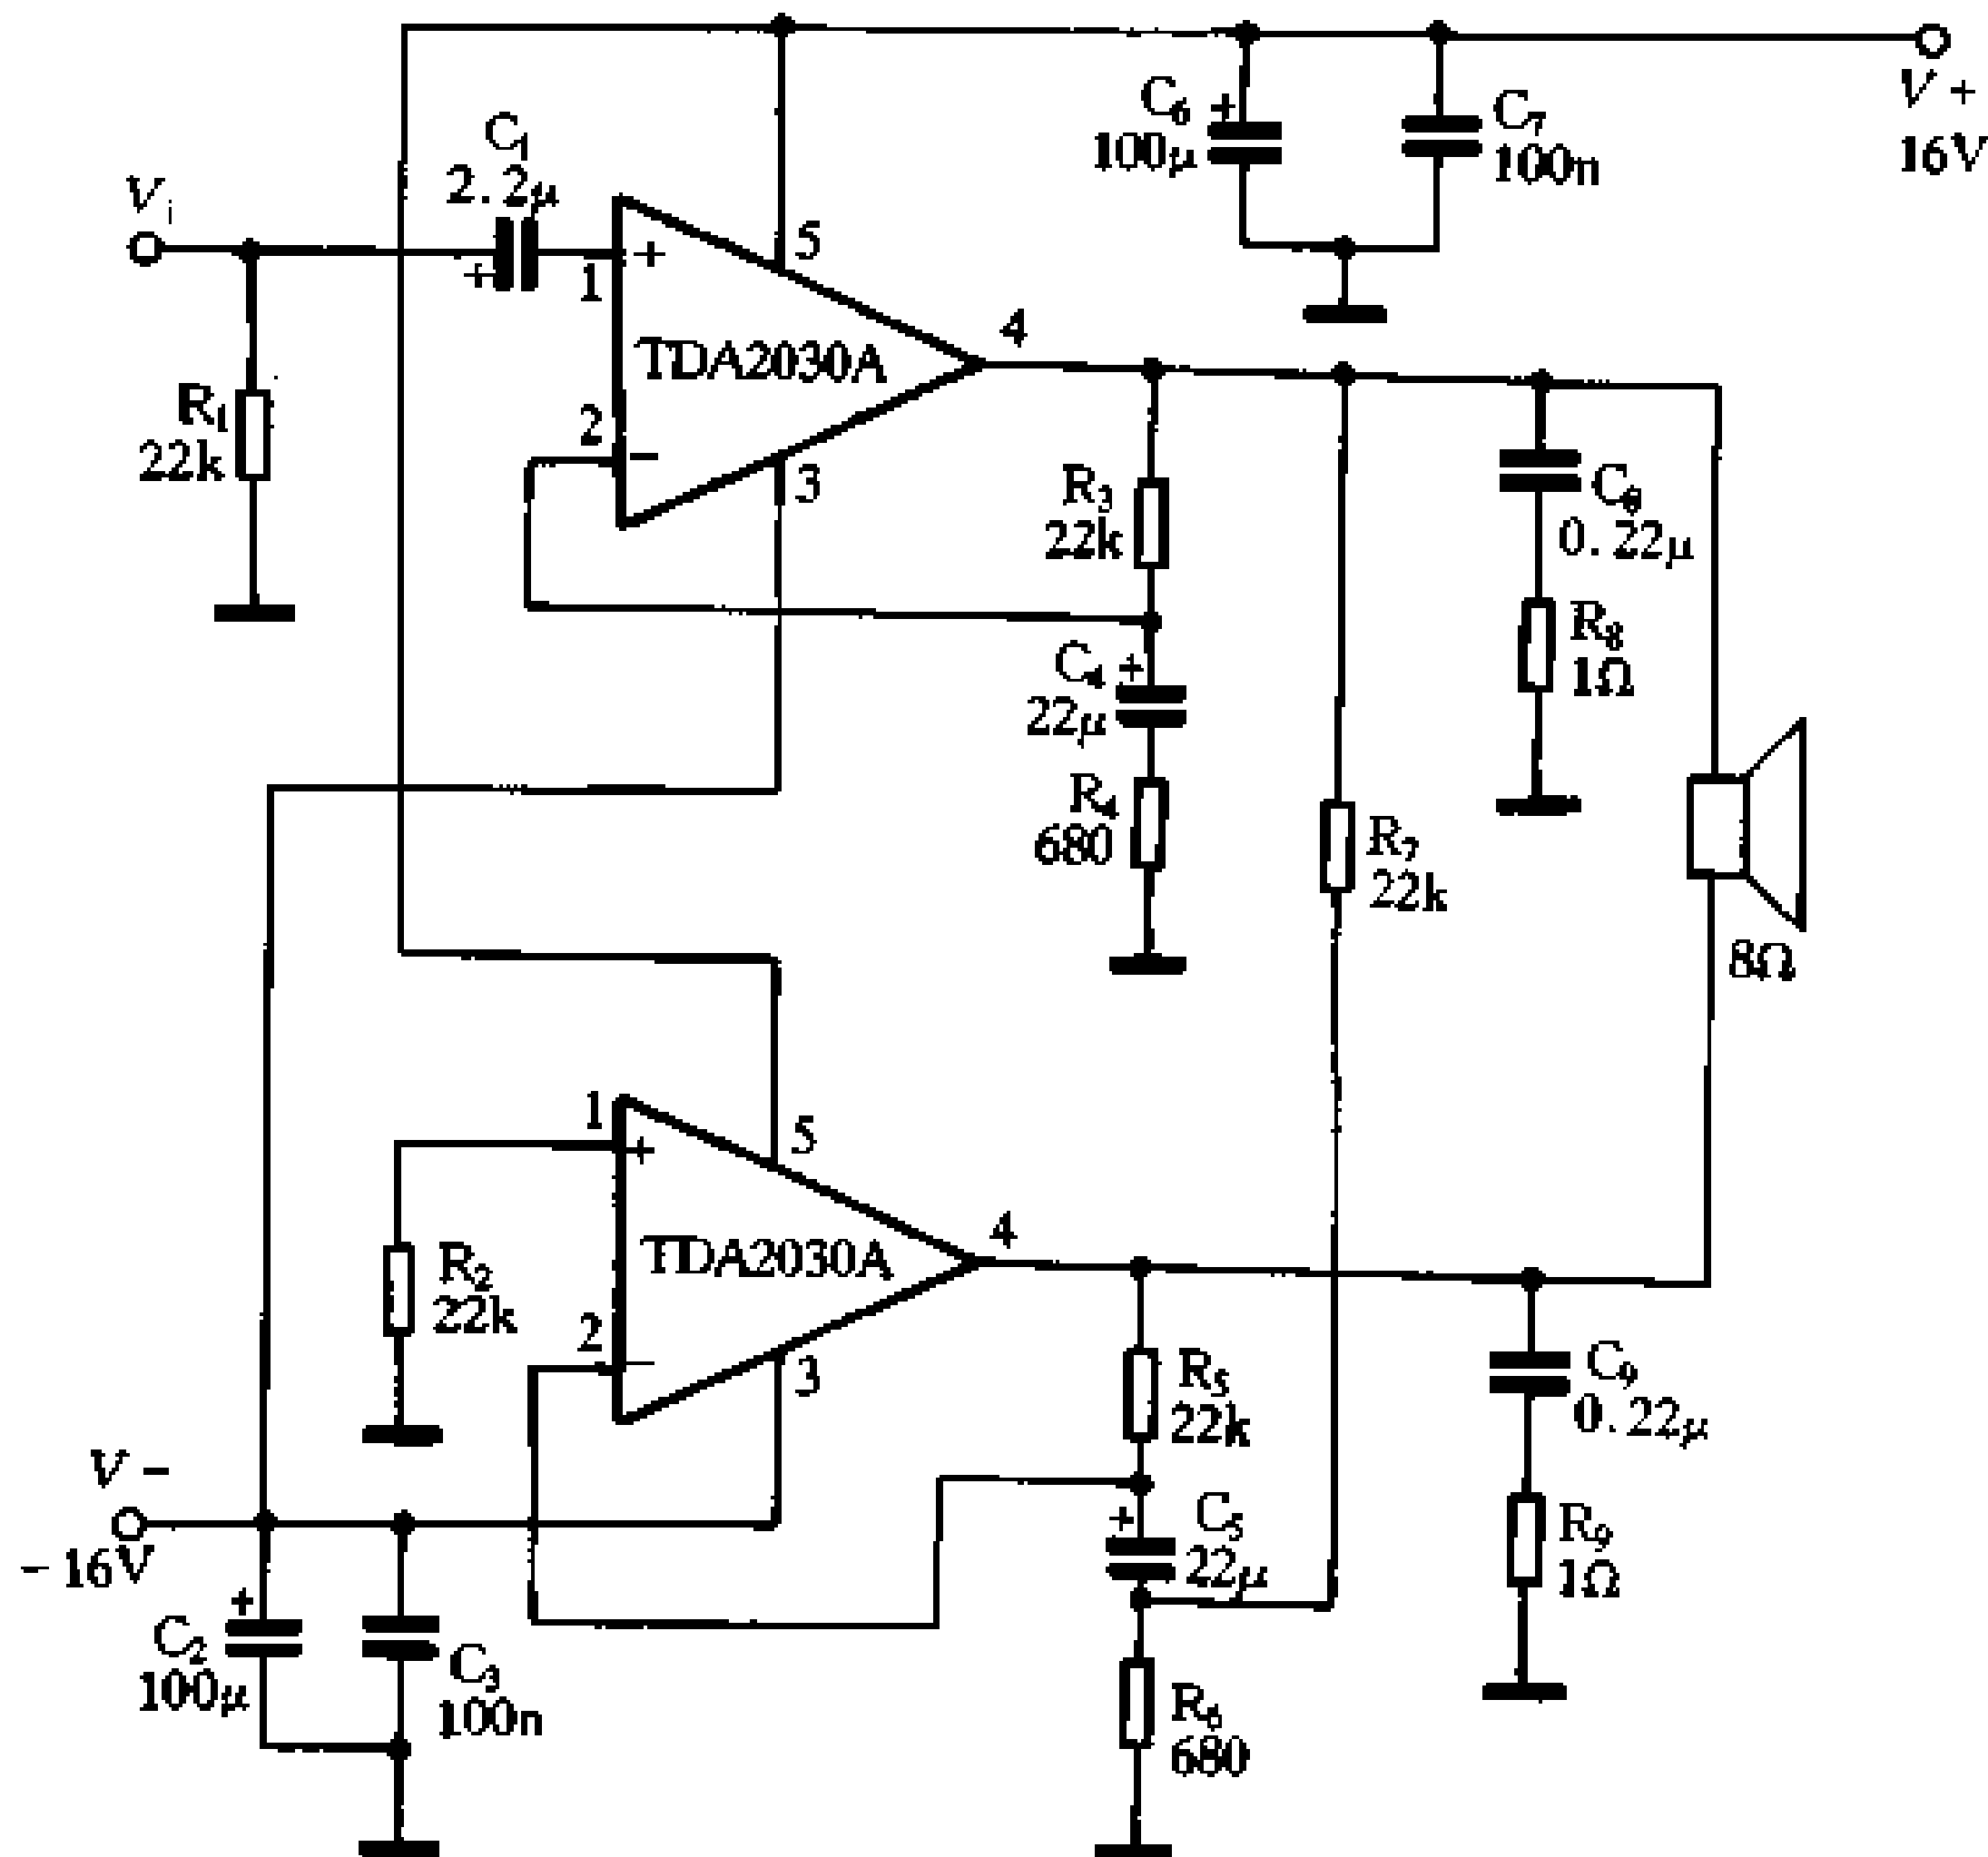 V+
16V
C6 +
100μ
C7
100n
C1
2.2μ
Vi
+
1
+
5
TDA2030A
4
R1
22k
2
−
3
R3
22k
C8
0.22μ
R8
1Ω
C4 +
22μ
R4
680
R7
22k
8Ω
1
+
5
TDA2030A
4
R2
22k
2
−
3
R5
22k
C9
0.22μ
V−
−16V
+
C5
22μ
R9
1Ω
+
C2
100μ
C3
100n
R6
680